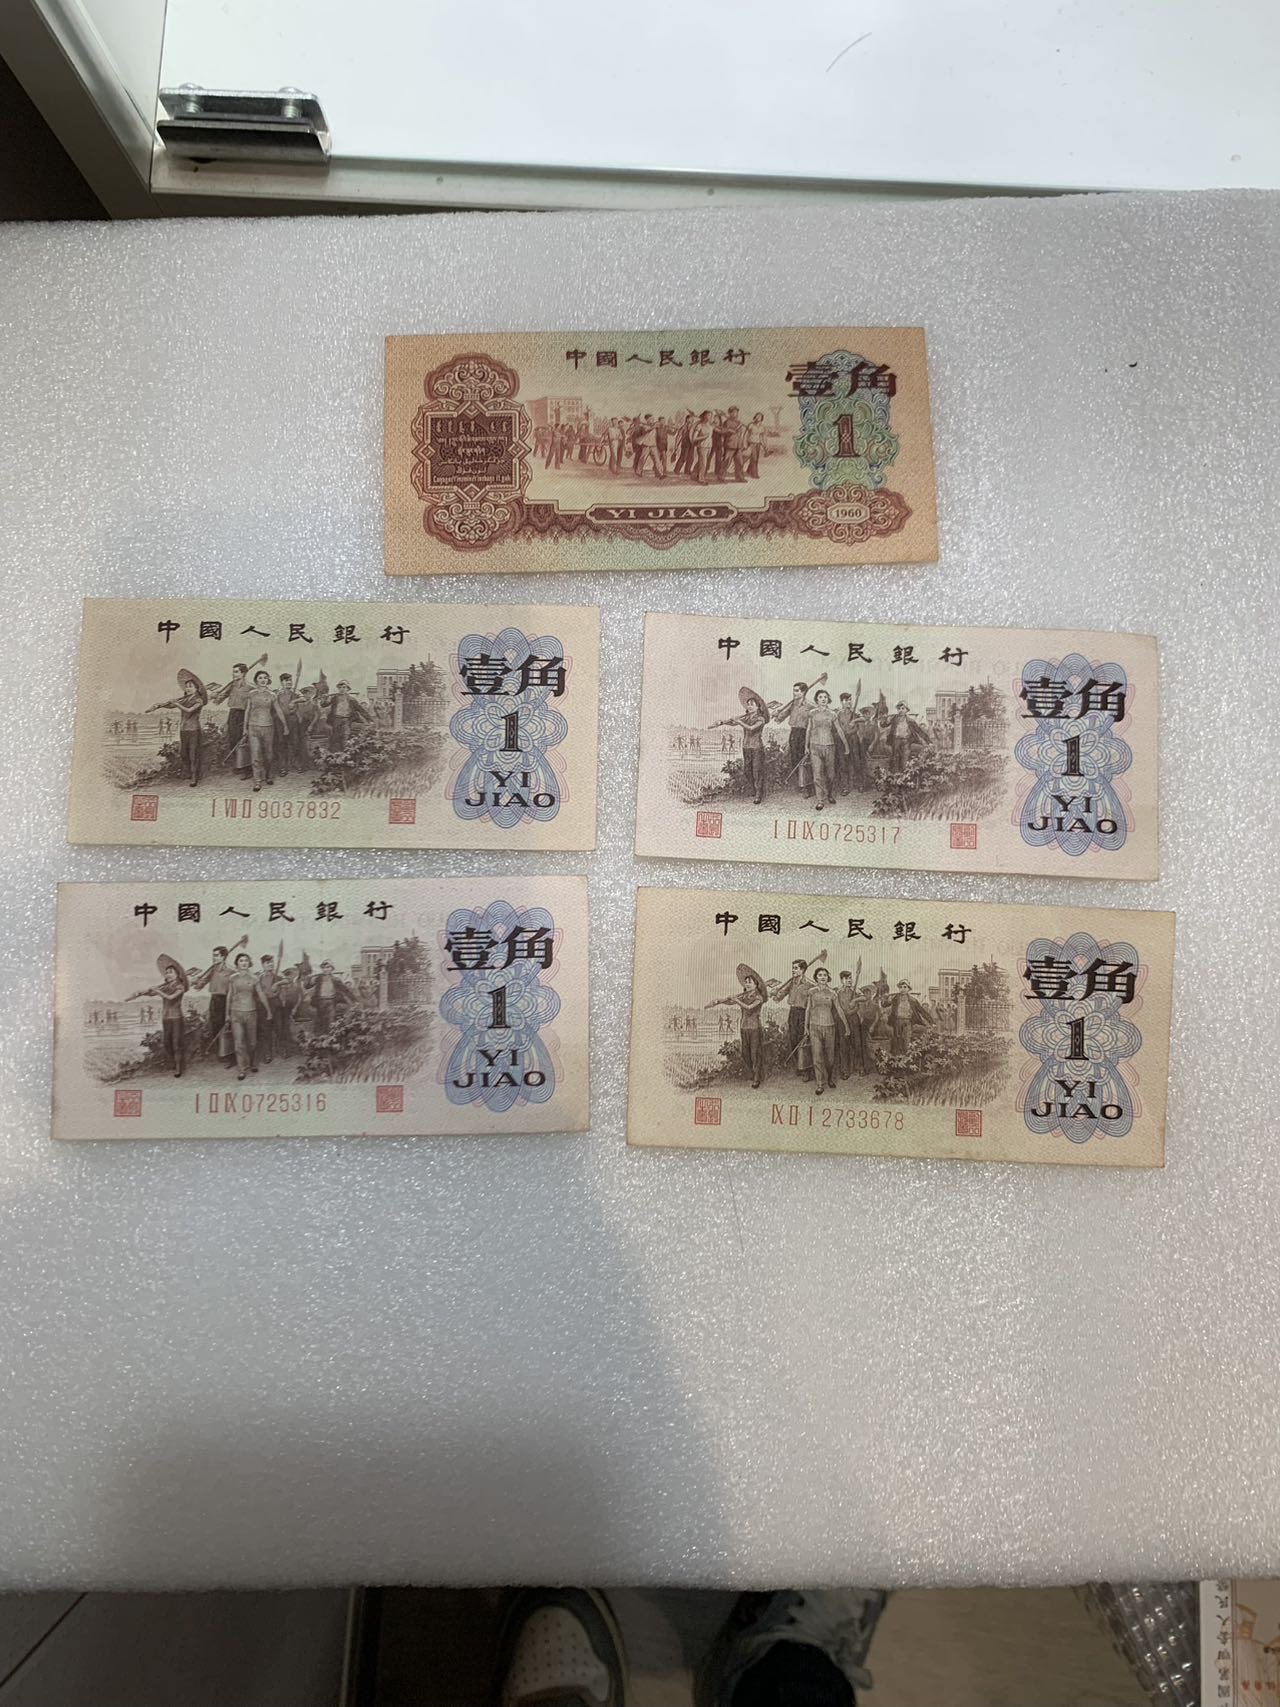 中國人民銀行
壹角
1
YI JIAO
1960
中國人民銀行
壹角
1
YI
JIAO
I VII II 9037832
中國人民銀行
壹角
1
YI
JIAO
I II IX 0725317
中國人民銀行
壹角
1
YI
JIAO
I II IX 0725316
中國人民銀行
壹角
1
YI
JIAO
IX II I 2733678